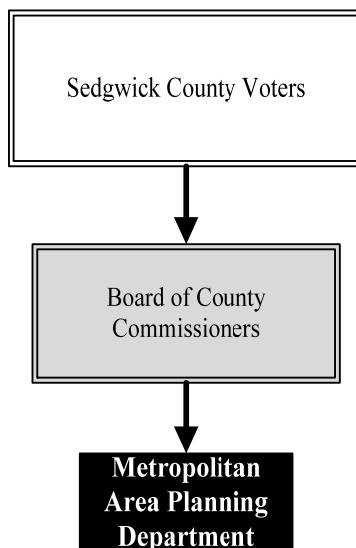 Sedgwick County Voters
Board of County
Commissioners
Metropolitan
Area Planning
Department